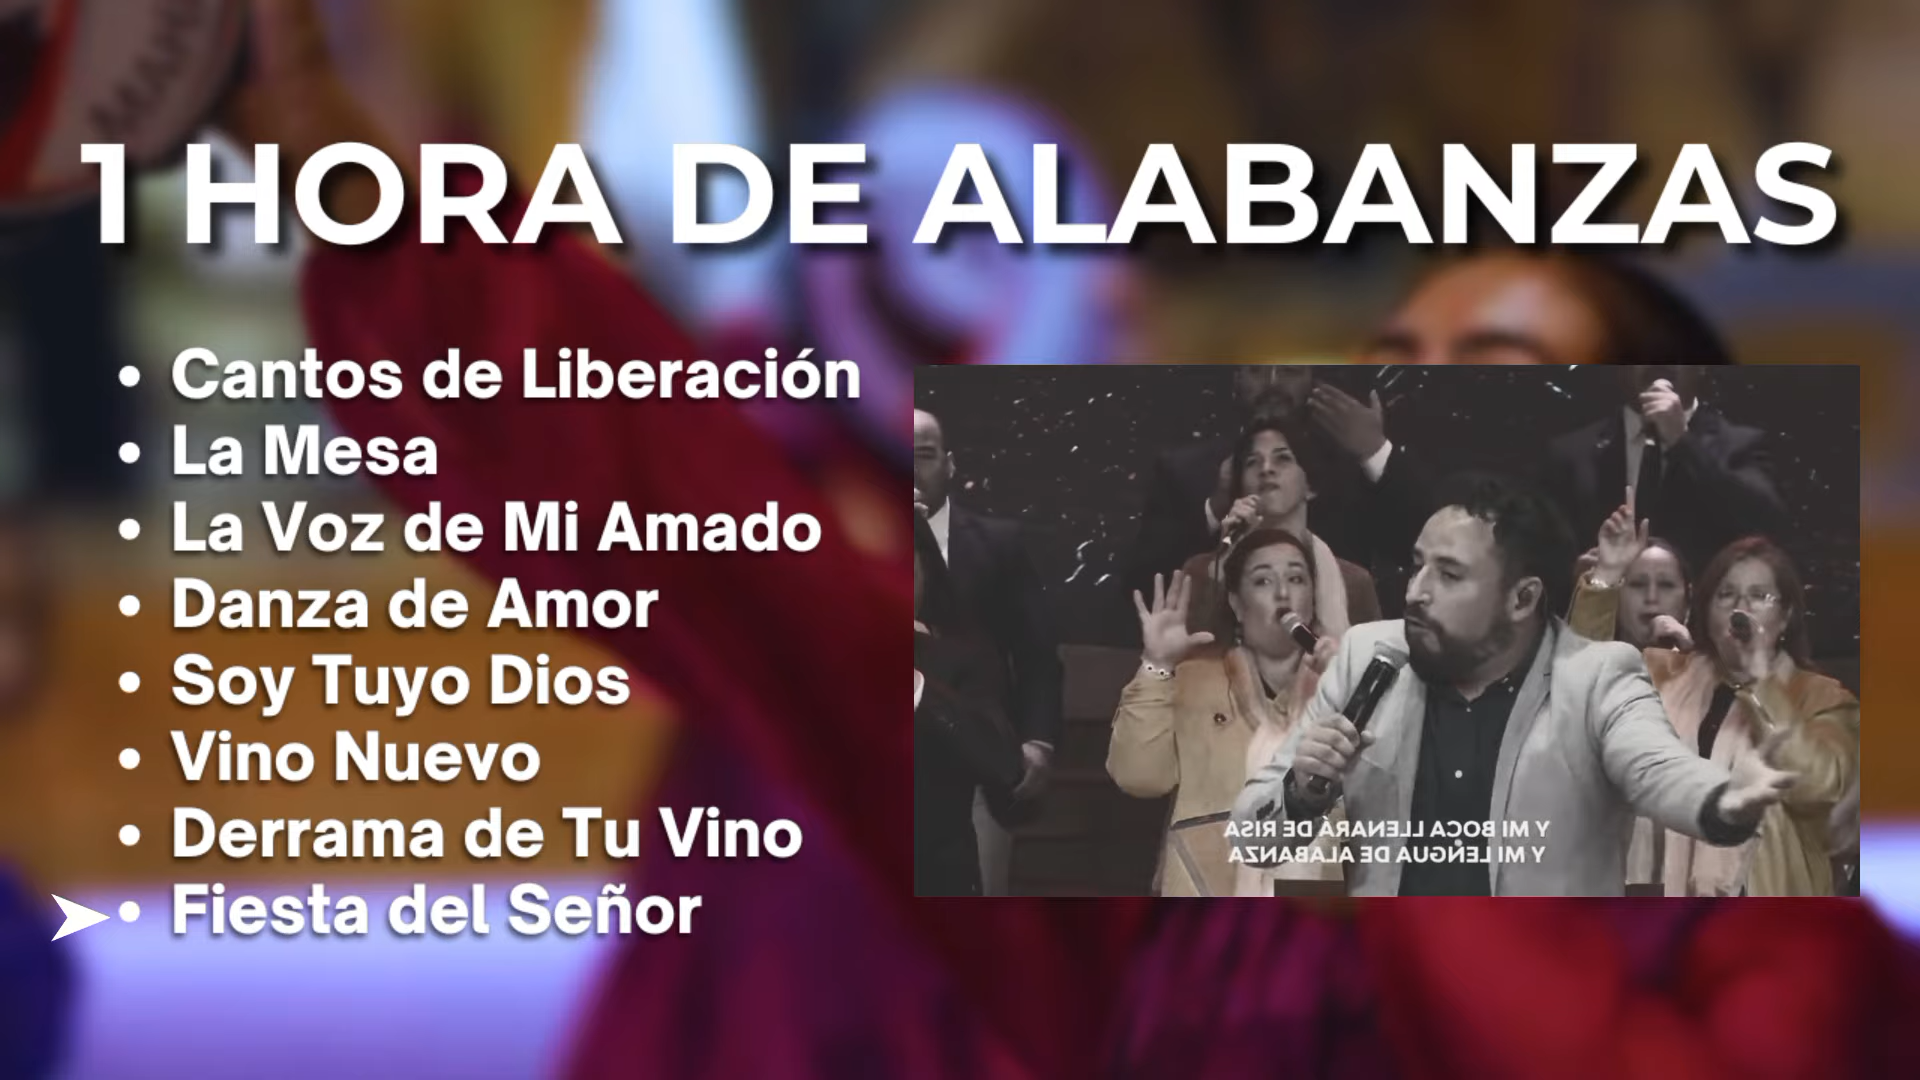 1 HORA DE ALABANZAS
• Cantos de Liberación
• La Mesa
• La Voz de Mi Amado
• Danza de Amor
• Soy Tuyo Dios
• Vino Nuevo
• Derrama de Tu Vino
• Fiesta del Señor
Y MI BOCA LLENARÁ DE RISA
Y MI LENGUA DE ALABANZA